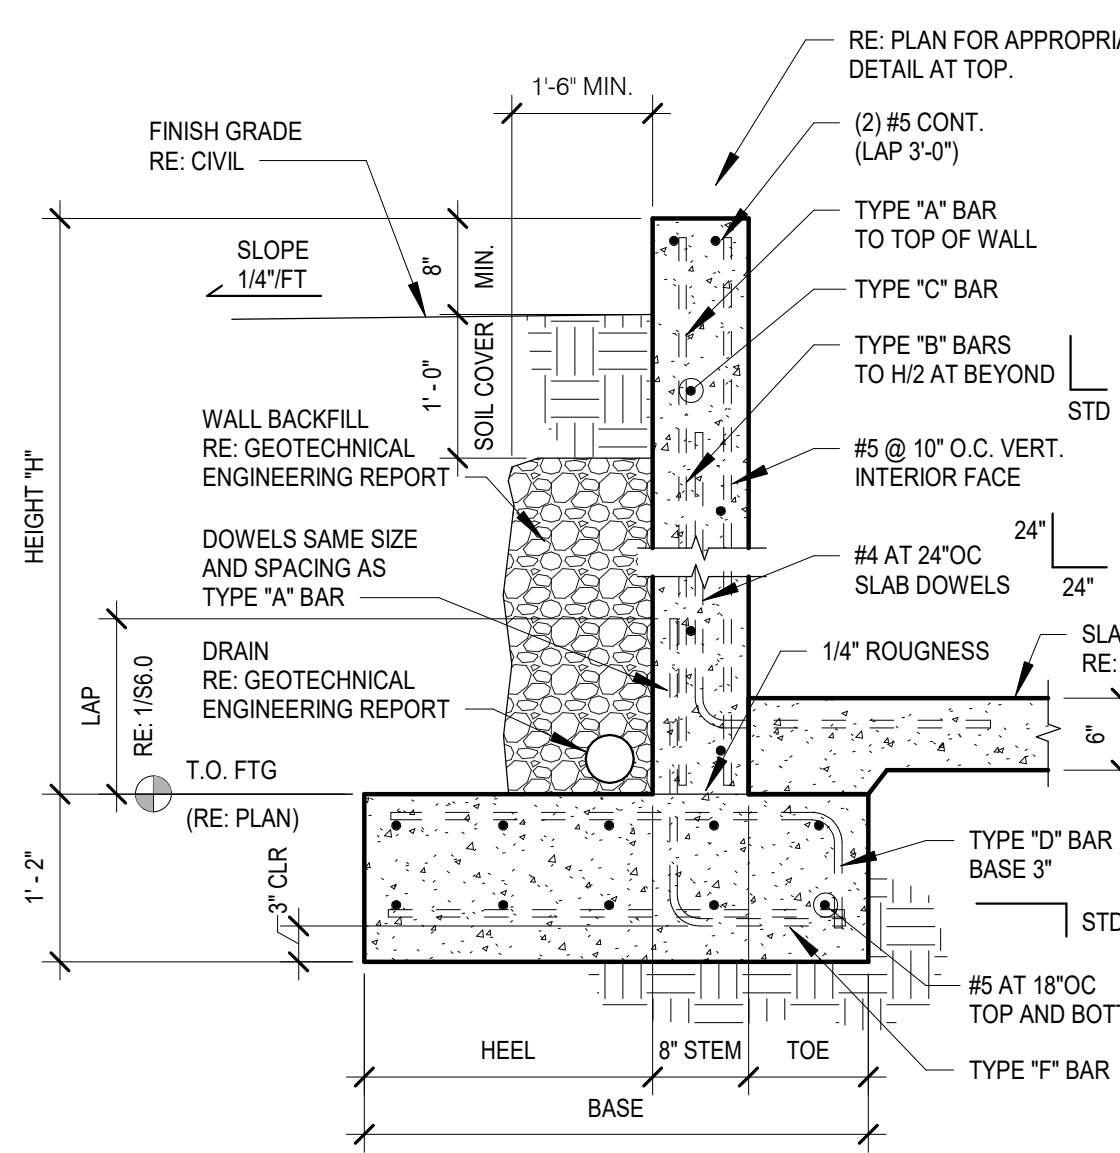 RE: PLAN FOR
DETAIL AT TOP.
1'-6" MIN.
FINISH GRADE
RE: CIVIL
(2) #5 CONT.
(LAP 3'-0")
TYPE "A" BAR
TO TOP OF WALL
SLOPE
1/4"/FT
8"
MIN.
TYPE "C" BAR
1' - 0"
SOIL COVER
TYPE "B" BARS
TO H/2 AT BEYOND
STD
WALL BACKFILL
RE: GEOTECHNICAL
ENGINEERING REPORT
#5 @ 10" O.C. VERT.
INTERIOR FACE
HEIGHT "H"
DOWELS SAME SIZE
AND SPACING AS
TYPE "A" BAR
#4 AT 24"OC
SLAB DOWELS
24"
24"
DRAIN
RE: GEOTECHNICAL
ENGINEERING REPORT
1/4" ROUGNESS
RE:
LAP
RE: 1/S6.0
6"
T.O. FTG
(RE: PLAN)
1' - 2"
3" CLR
TYPE "D" BAR
BASE 3"
STD
#5 AT 18"OC
TOP AND
TYPE "F" BAR
HEEL
8" STEM
TOE
BASE